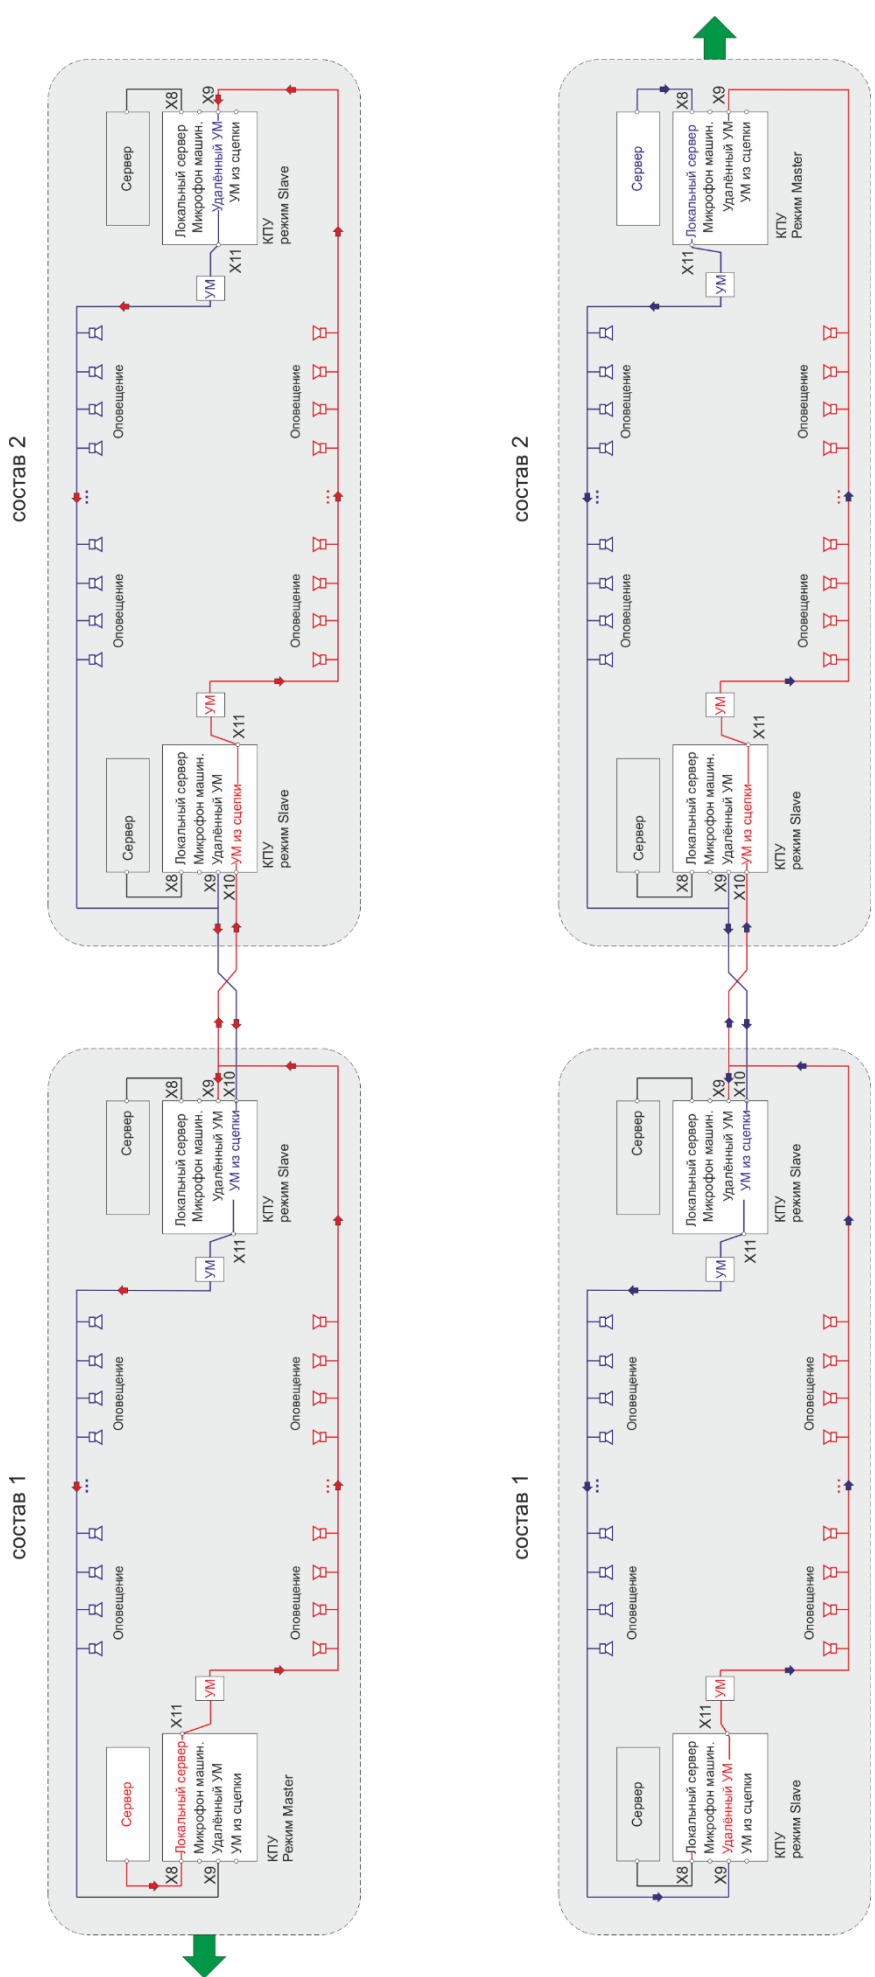 состав 1
Сервер
X8
X9
Локальный сервер
Микрофон машин.
Удалённый УМ
УМ из сцепки
КПУ
Режим Master
X11
УМ
Оповещение
Оповещение
...
Оповещение
Оповещение
...
УМ
X11
Сервер
Локальный сервер
Микрофон машин.
Удалённый УМ
УМ из сцепки
X8
X9
X10
КПУ
режим Slave
состав 2
Сервер
X8
X9
X10
Локальный сервер
Микрофон машин.
Удалённый УМ
УМ из сцепки
КПУ
режим Slave
X11
УМ
Оповещение
Оповещение
...
Оповещение
Оповещение
...
УМ
X11
Сервер
Локальный сервер
Микрофон машин.
Удалённый УМ
УМ из сцепки
X8
X9
КПУ
режим Slave
состав 1
Сервер
X8
X9
Локальный сервер
Микрофон машин.
Удалённый УМ
УМ из сцепки
КПУ
режим Slave
X11
УМ
Оповещение
Оповещение
...
Оповещение
Оповещение
...
УМ
X11
Сервер
Локальный сервер
Микрофон машин.
Удалённый УМ
УМ из сцепки
X9
X10
КПУ
режим Slave
состав 2
Сервер
X8
X9
X10
Локальный сервер
Микрофон машин.
Удалённый УМ
УМ из сцепки
КПУ
режим Slave
X11
УМ
Оповещение
Оповещение
...
Оповещение
Оповещение
...
УМ
X11
Сервер
Локальный сервер
Микрофон машин.
Удалённый УМ
УМ из сцепки
X8
X9
КПУ
Режим Master